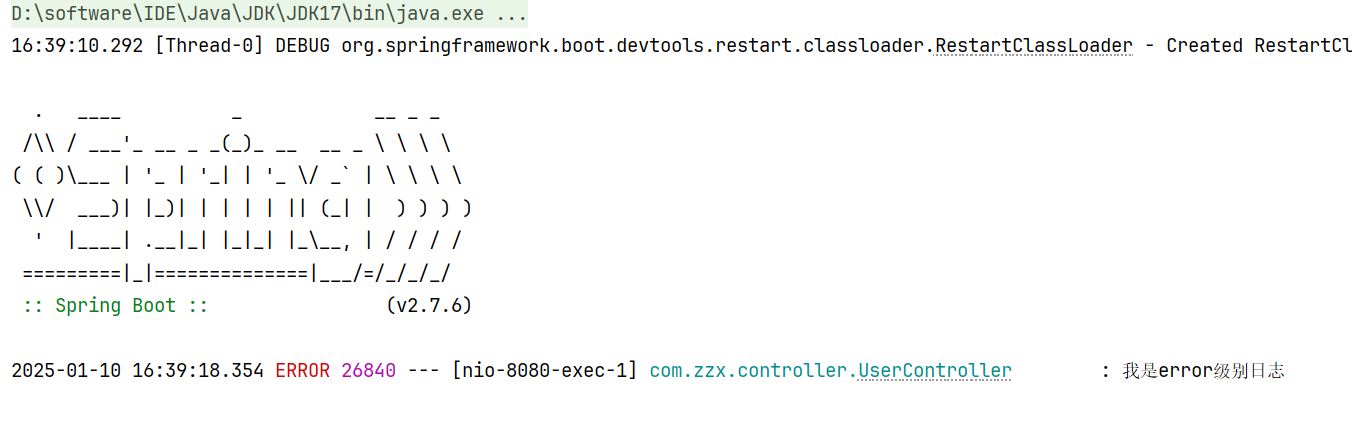 D:\software\IDE\Java\JDK\JDK17\bin\java.exe ...
16:39:10.292 [Thread-0] DEBUG org.springframework.boot.devtools.restart.classloader.RestartClassLoader - Created RestartCl
  .   ____          _            __ _ _
 /\\ / ___'_ __ _ _(_)_ __  __ _ \ \ \ \
( ( )\___ | '_ | '_| | '_ \/ _` | \ \ \ \
 \\/  ___)| |_)| | | | | || (_| |  ) ) ) )
  '  |____| .__|_| |_|_| |_\__, | / / / /
 =========|_|==============|___/=/_/_/_/
 :: Spring Boot ::                (v2.7.6)
2025-01-10 16:39:18.354 ERROR 26840 --- [nio-8080-exec-1] com.zzx.controller.UserController        : 我是error级别日志